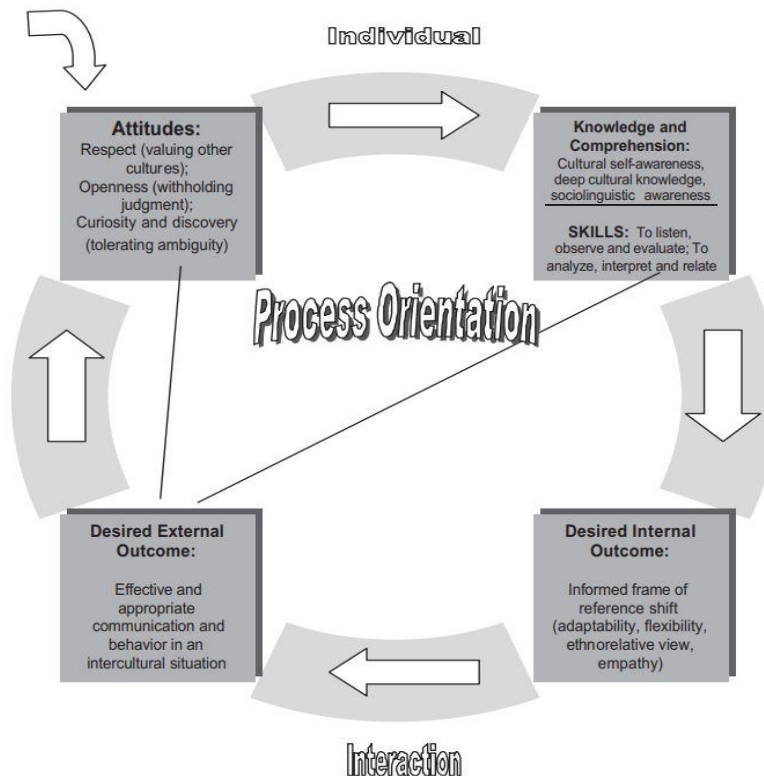 Individual
Attitudes:
Respect (valuing other
cultures);
Openness (withholding
judgment);
Curiosity and discovery
(tolerating ambiguity)
Knowledge and
Comprehension:
Cultural self-awareness,
deep cultural knowledge,
sociolinguistic awareness
SKILLS: To listen,
observe and evaluate; To
analyze, interpret and relate
Process Orientation
Desired External
Outcome:
Effective and
appropriate
communication and
behavior in an
intercultural situation
Desired Internal
Outcome:
Informed frame of
reference shift
(adaptability, flexibility,
ethnorelative view,
empathy)
Interaction